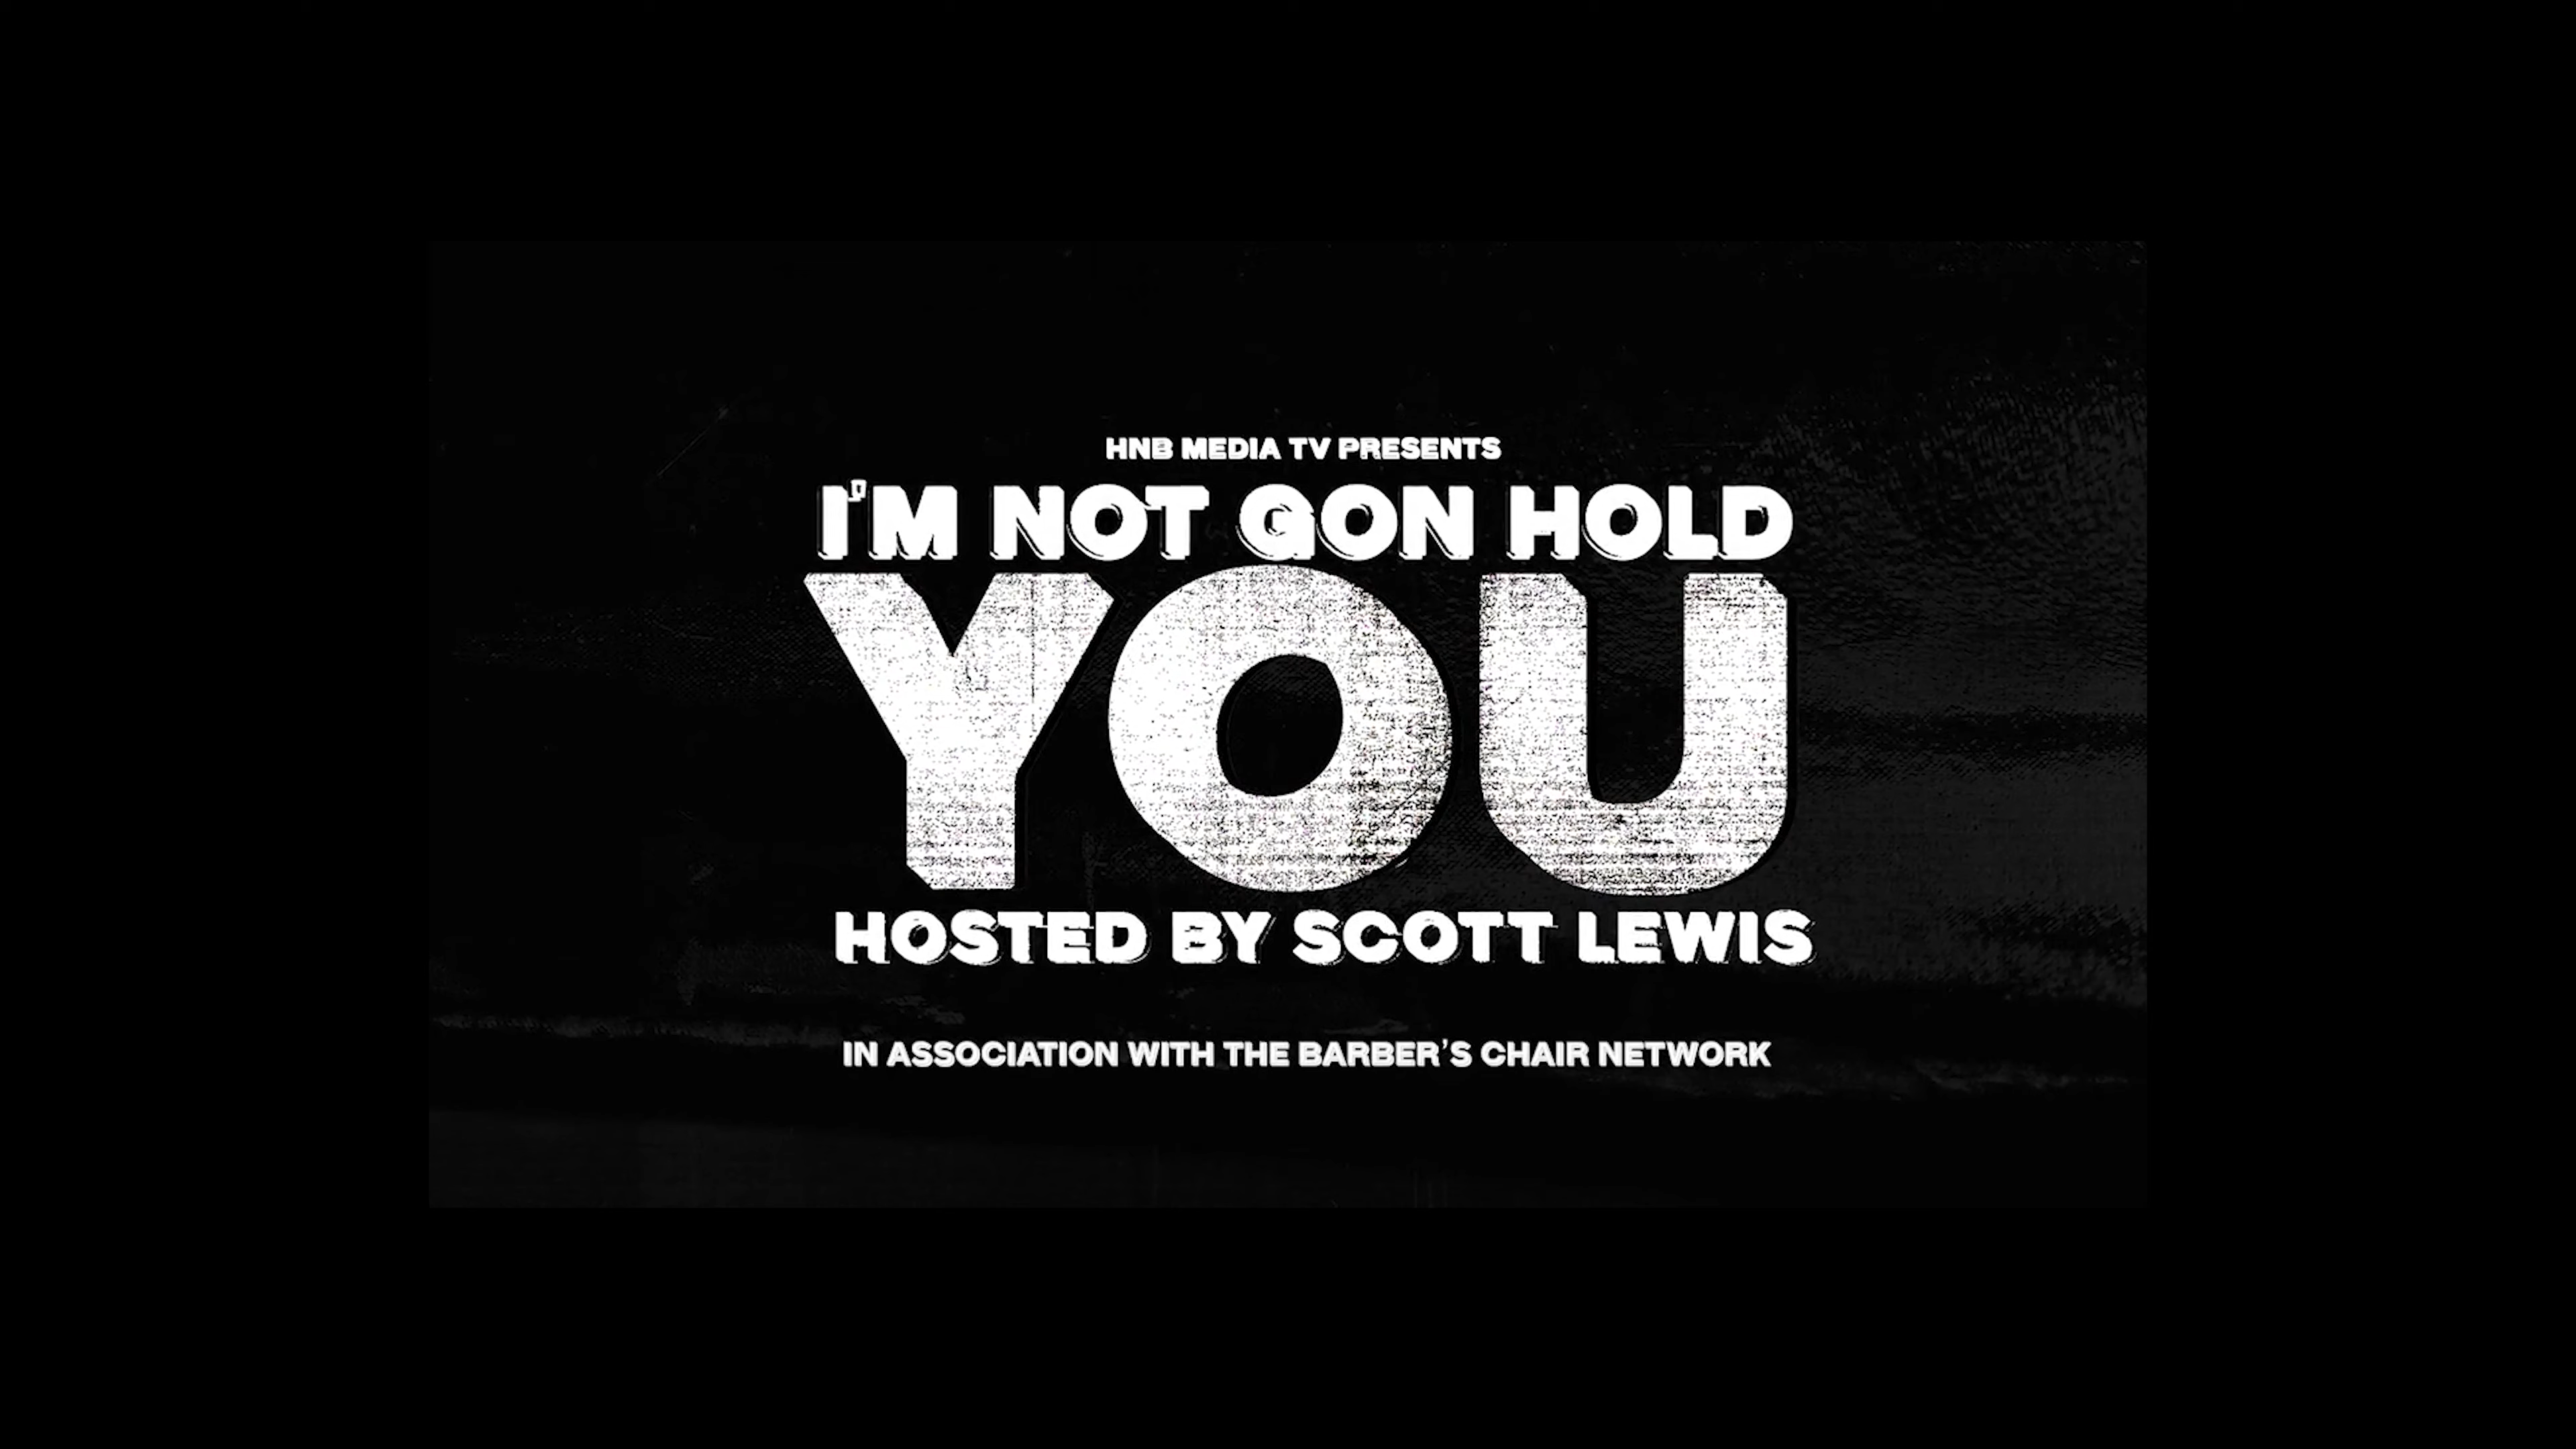 HNB MEDIA TV PRESENTS
I'M NOT GON HOLD
YOU
HOSTED BY SCOTT LEWIS
IN ASSOCIATION WITH THE BARBER'S CHAIR NETWORK